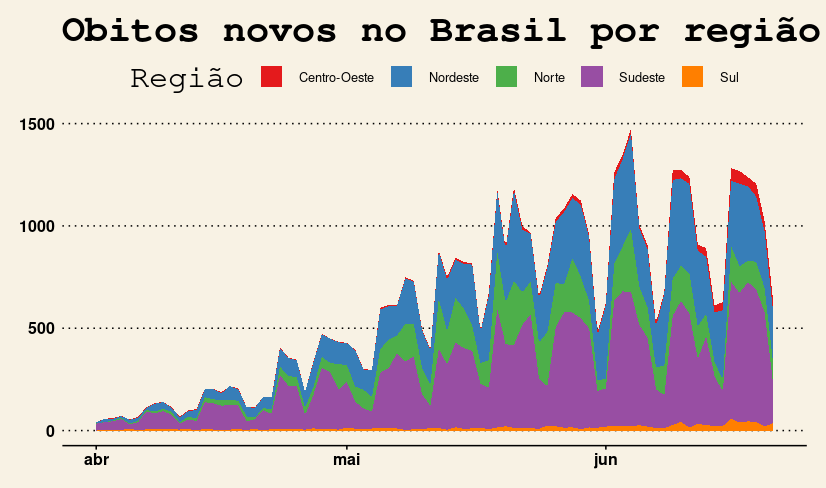 Obitos novos no Brasil por região
Região Centro-Oeste Nordeste Norte Sudeste Sul
1500
1000
500
0
abr mai jun